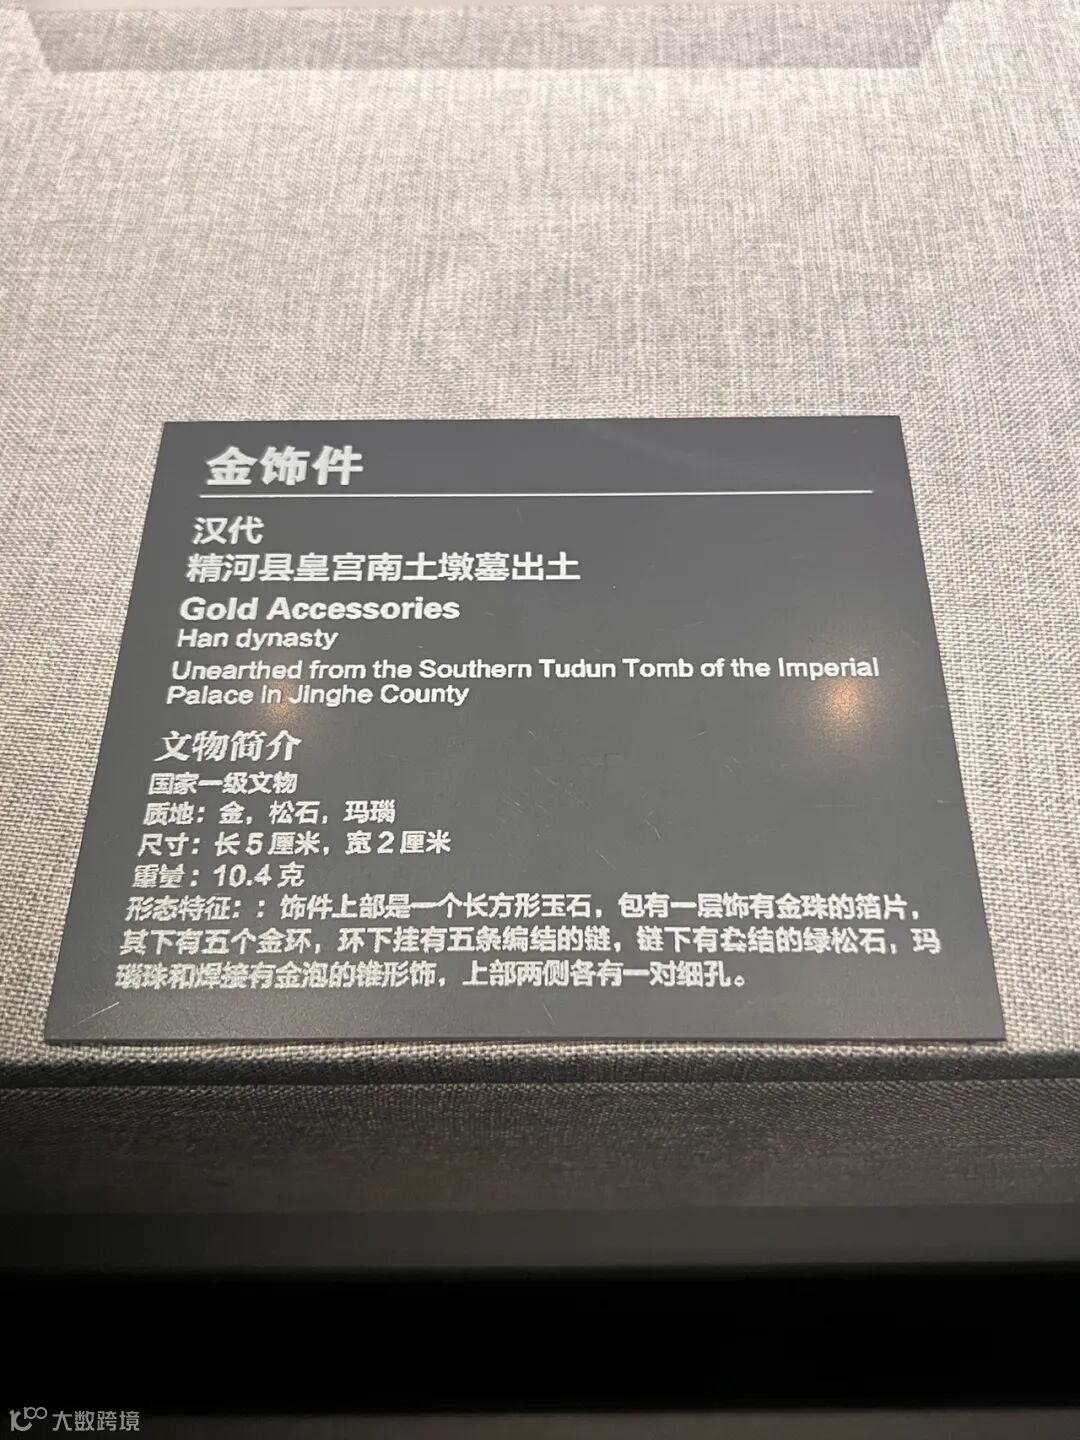 金饰件
汉代
精河县皇宫南土墩墓出土
Gold Accessories
Han dynasty
Unearthed from the Southern Tudun Tomb of the Imperial
Palace in Jinghe County
文物简介
国家一级文物
质地：金，松石，玛瑙
尺寸：长5厘米，宽2厘米
重量：10.4克
形态特征：：饰件上部是一个长方形玉石，包有一层饰有金珠的箔片，
其下有五个金环，环下挂有五条编结的链，链下有套结的绿松石，玛
瑙珠和焊接有金泡的锥形饰，上部两侧各有一对细孔。
大数跨境